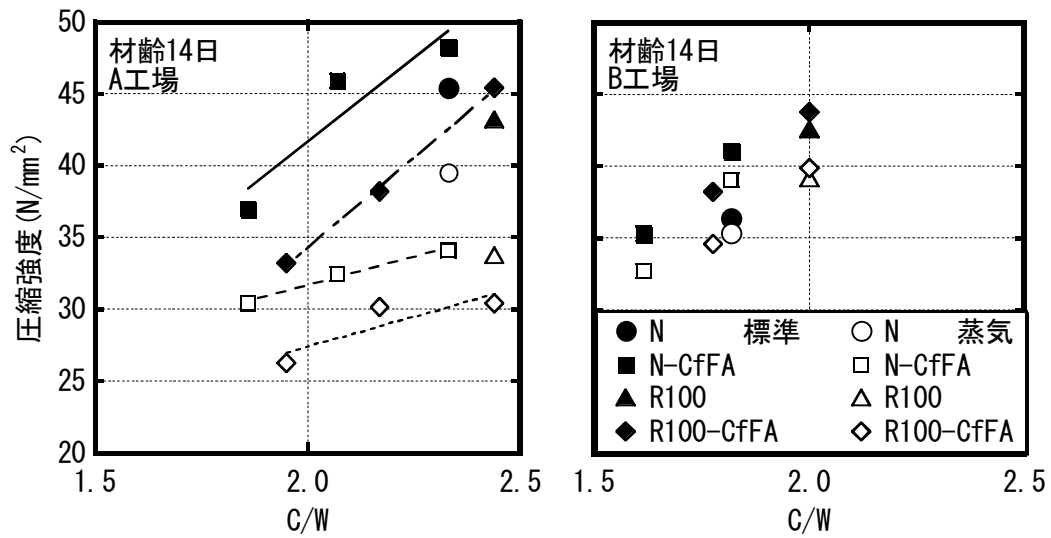 圧縮強度(N/mm²)
50
45
40
35
30
25
20
材齢14日
A工場
1.5 2.0 2.5
C/W
材齢14日
B工場
N 標準 N 蒸気
N-CfFA N-CfFA
R100 R100
R100-CfFA R100-CfFA
1.5 2.0 2.5
C/W